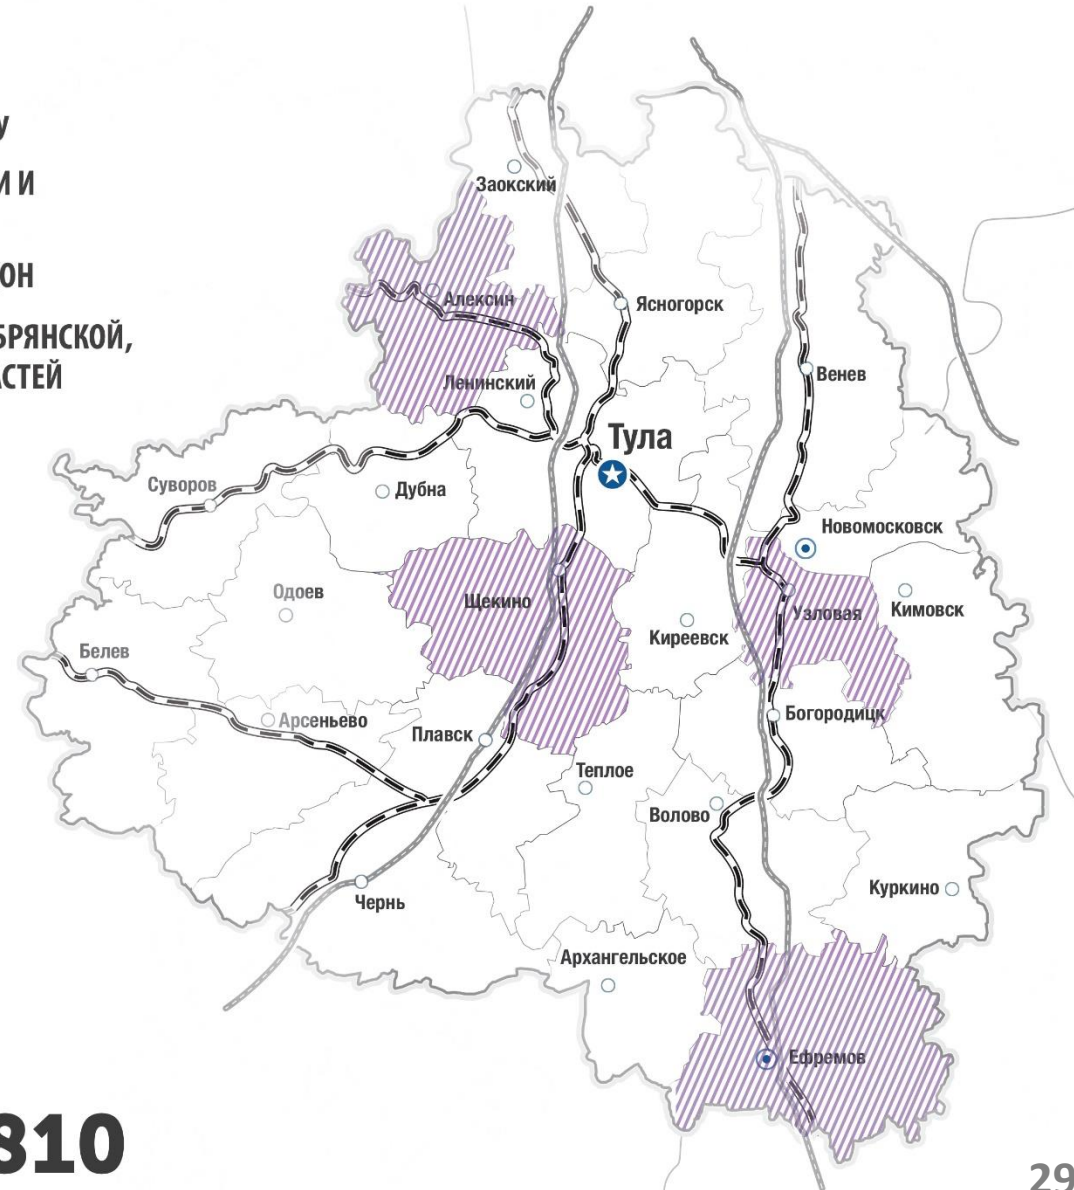 У
И И
ОН
БРЯНСКОЙ,
АСТЕЙ
Заокский
Алексин
Ясногорск
Ленинский
Венев
Тула
Суворов
Дубна
Новомосковск
Одоев
Щекино
Узловая
Кимовск
Киреевск
Белев
Арсеньево
Плавск
Богородицк
Теплое
Волово
Куркино
Чернь
Архангельское
Ефремов
810
29